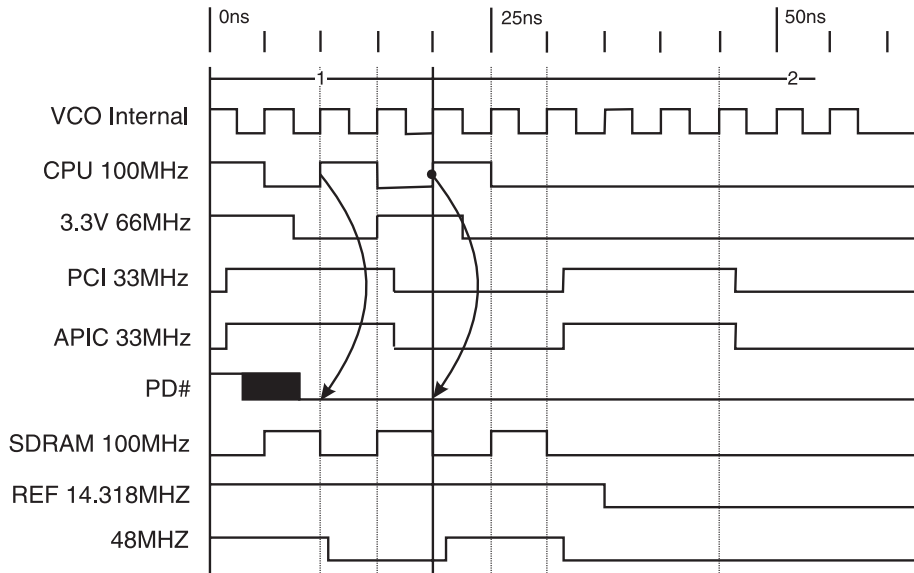 0ns 25ns 50ns
1 2
VCO Internal
CPU 100MHz
3.3V 66MHz
PCI 33MHz
APIC 33MHz
PD#
SDRAM 100MHz
REF 14.318MHZ
48MHZ